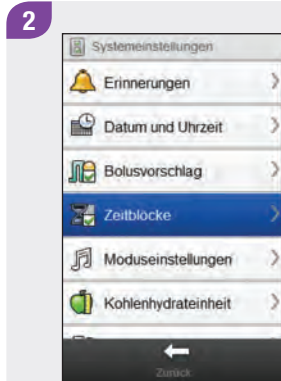 2
Systemeinstellungen
Erinnerungen
Datum und Uhrzeit
Bolusvorschlag
Zeitblöcke
Moduseinstellungen
Kohlenhydrateinheit
Zurück